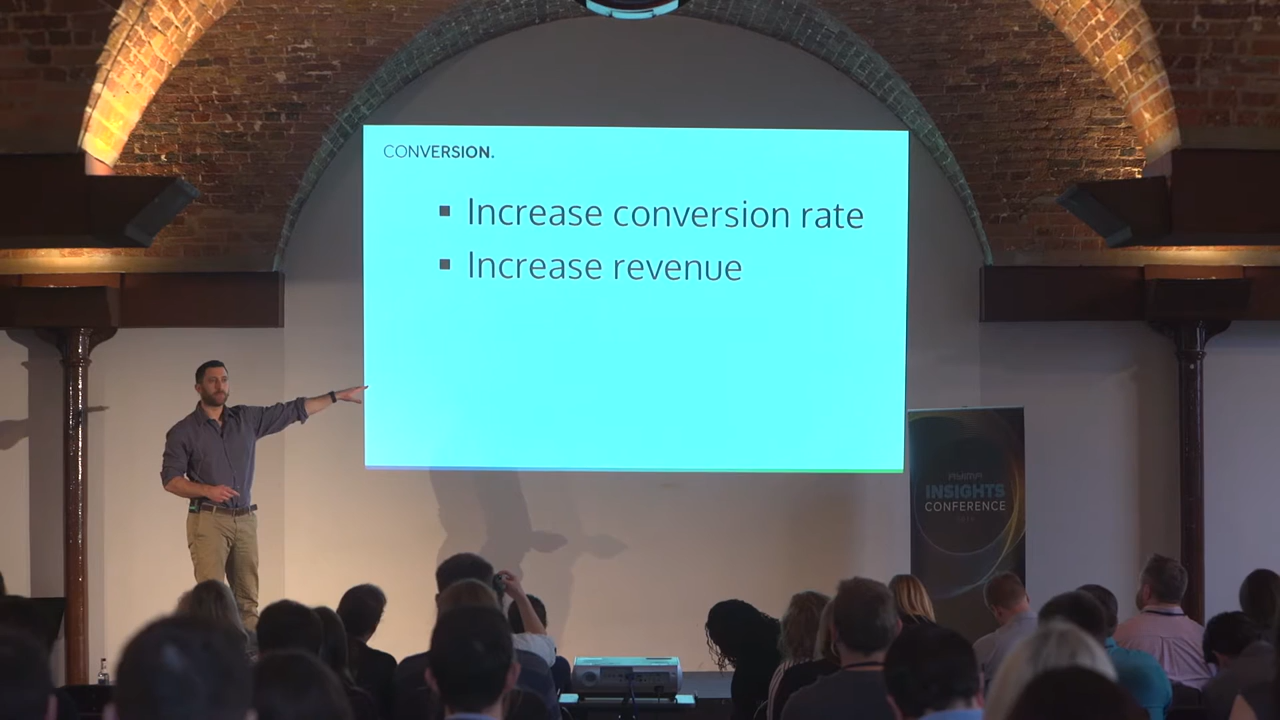 CONVERSION.
▪ Increase conversion rate
▪ Increase revenue
INSIGHTS
CONFERENCE